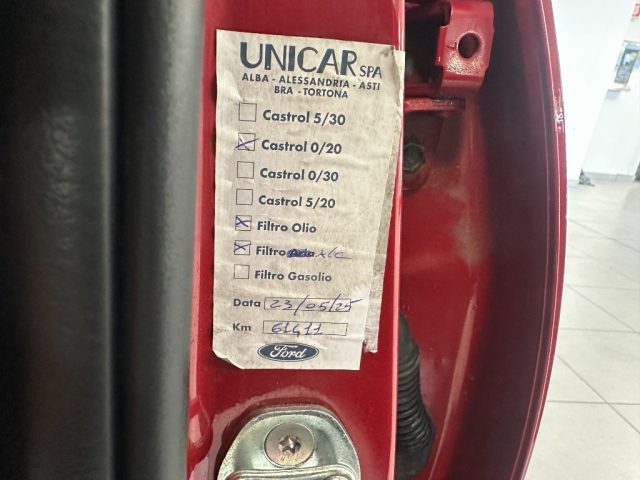 UNICAR SPA
ALBA - ALESSANDRIA - ASTI
BRA - TORTONA
Castrol 5/30
Castrol 0/20
Castrol 0/30
Castrol 5/20
Filtro Olio
Filtro
Filtro Gasolio
Data 23/05/25
Km 61411
Ford